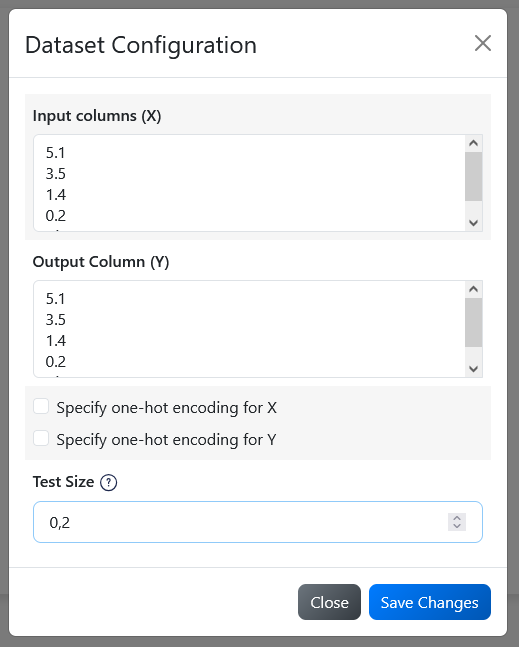 Dataset Configuration
Input columns (X)
5.1
3.5
1.4
0.2
Output Column (Y)
5.1
3.5
1.4
0.2
Specify one-hot encoding for X
Specify one-hot encoding for Y
Test Size ?
0,2
Close
Save Changes